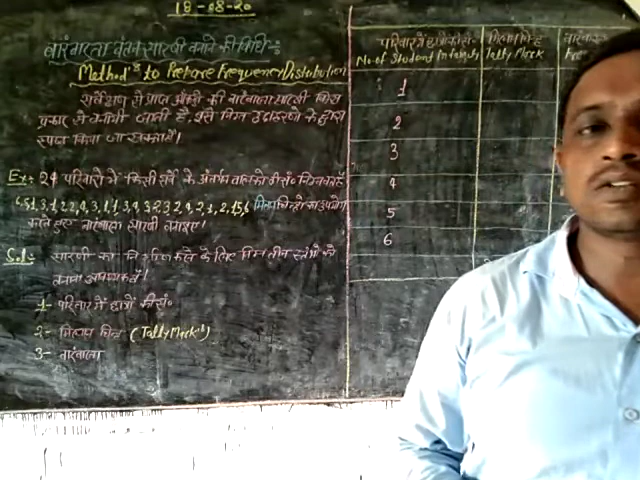 18-08-20
बारंबारता बंटन सारणी बनाने की विधि :-
Method's to Prepare Frequency Distribution
सर्वेक्षण से प्राप्त आँकड़ों की बारंबारता सारणी किस
प्रकार से बनायी जाती है, इसे निम्न उदाहरणों के द्वारा
स्पष्ट किया जा सकता है।
Ex:- 24 परिवारों में किसी सर्वे के अंतर्गत बालकों की सं०
करते हुए बारंबारता सारणी बनाइए।
Sol:- सारणी का निर्माण करने के लिए निम्न तीन स्तंभों को
बनाना आवश्यक है।
1- परिवार में छात्रों की सं०
2- मिलान चिन्ह (Tally Mark's)
3- बारंबारता
परिवार में छात्रों की सं०
No of Student In family
मिलान चिन्ह
Tally Mark
1
2
3
4
5
6